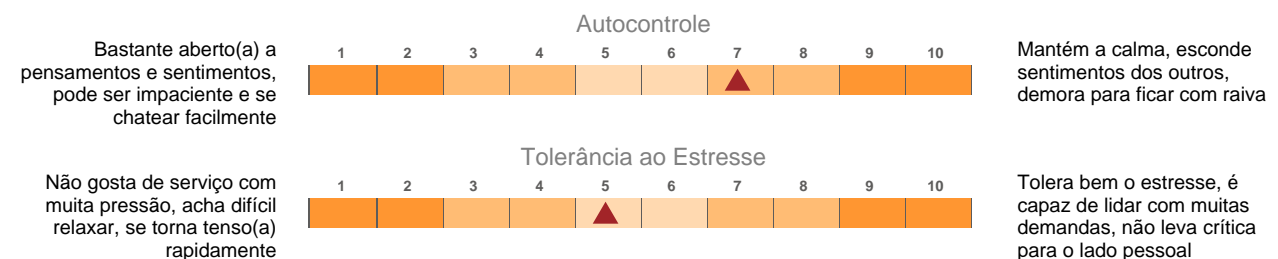 Autocontrole
Bastante aberto(a) a
pensamentos e sentimentos,
pode ser impaciente e se
chatear facilmente
1 2 3 4 5 6 7 8 9 10
Mantém a calma, esconde
sentimentos dos outros,
demora para ficar com raiva
Tolerância ao Estresse
Não gosta de serviço com
muita pressão, acha difícil
relaxar, se torna tenso(a)
rapidamente
1 2 3 4 5 6 7 8 9 10
Tolera bem o estresse, é
capaz de lidar com muitas
demandas, não leva crítica
para o lado pessoal